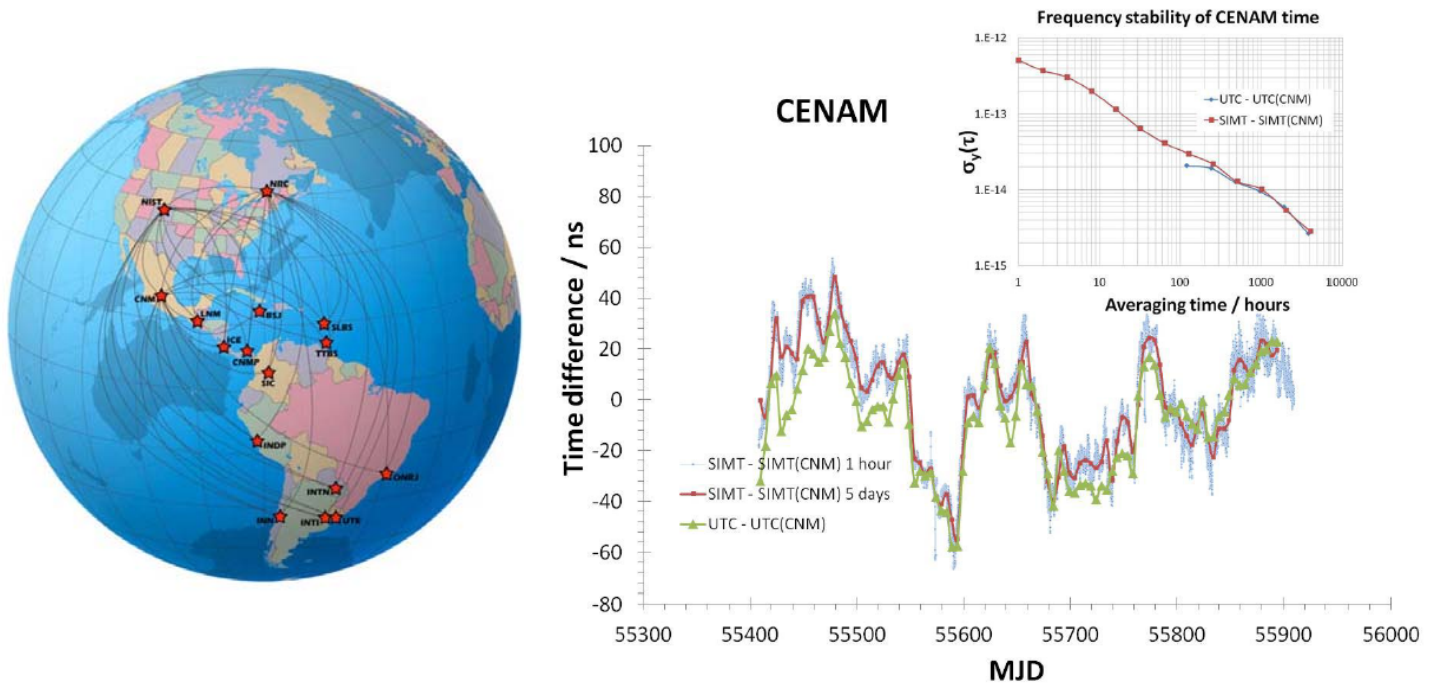 NRC
NIST
CNM
LNM
BSJ
SLBS
TTBS
ICE
CNMP
SIC
INDP
ONRJ
INTN
INN
INTI
UTE
CENAM
Time difference / ns
100
80
60
40
20
0
-20
-40
-60
-80
SIMT - SIMT(CNM) 1 hour
SIMT - SIMT(CNM) 5 days
UTC - UTC(CNM)
55300
55400
55500
55600
55700
55800
55900
56000
MJD
Frequency stability of CENAM time
σy(τ)
1.E-12
1.E-13
1.E-14
1.E-15
UTC - UTC(CNM)
SIMT - SIMT(CNM)
1
10
100
1000
10000
Averaging time / hours